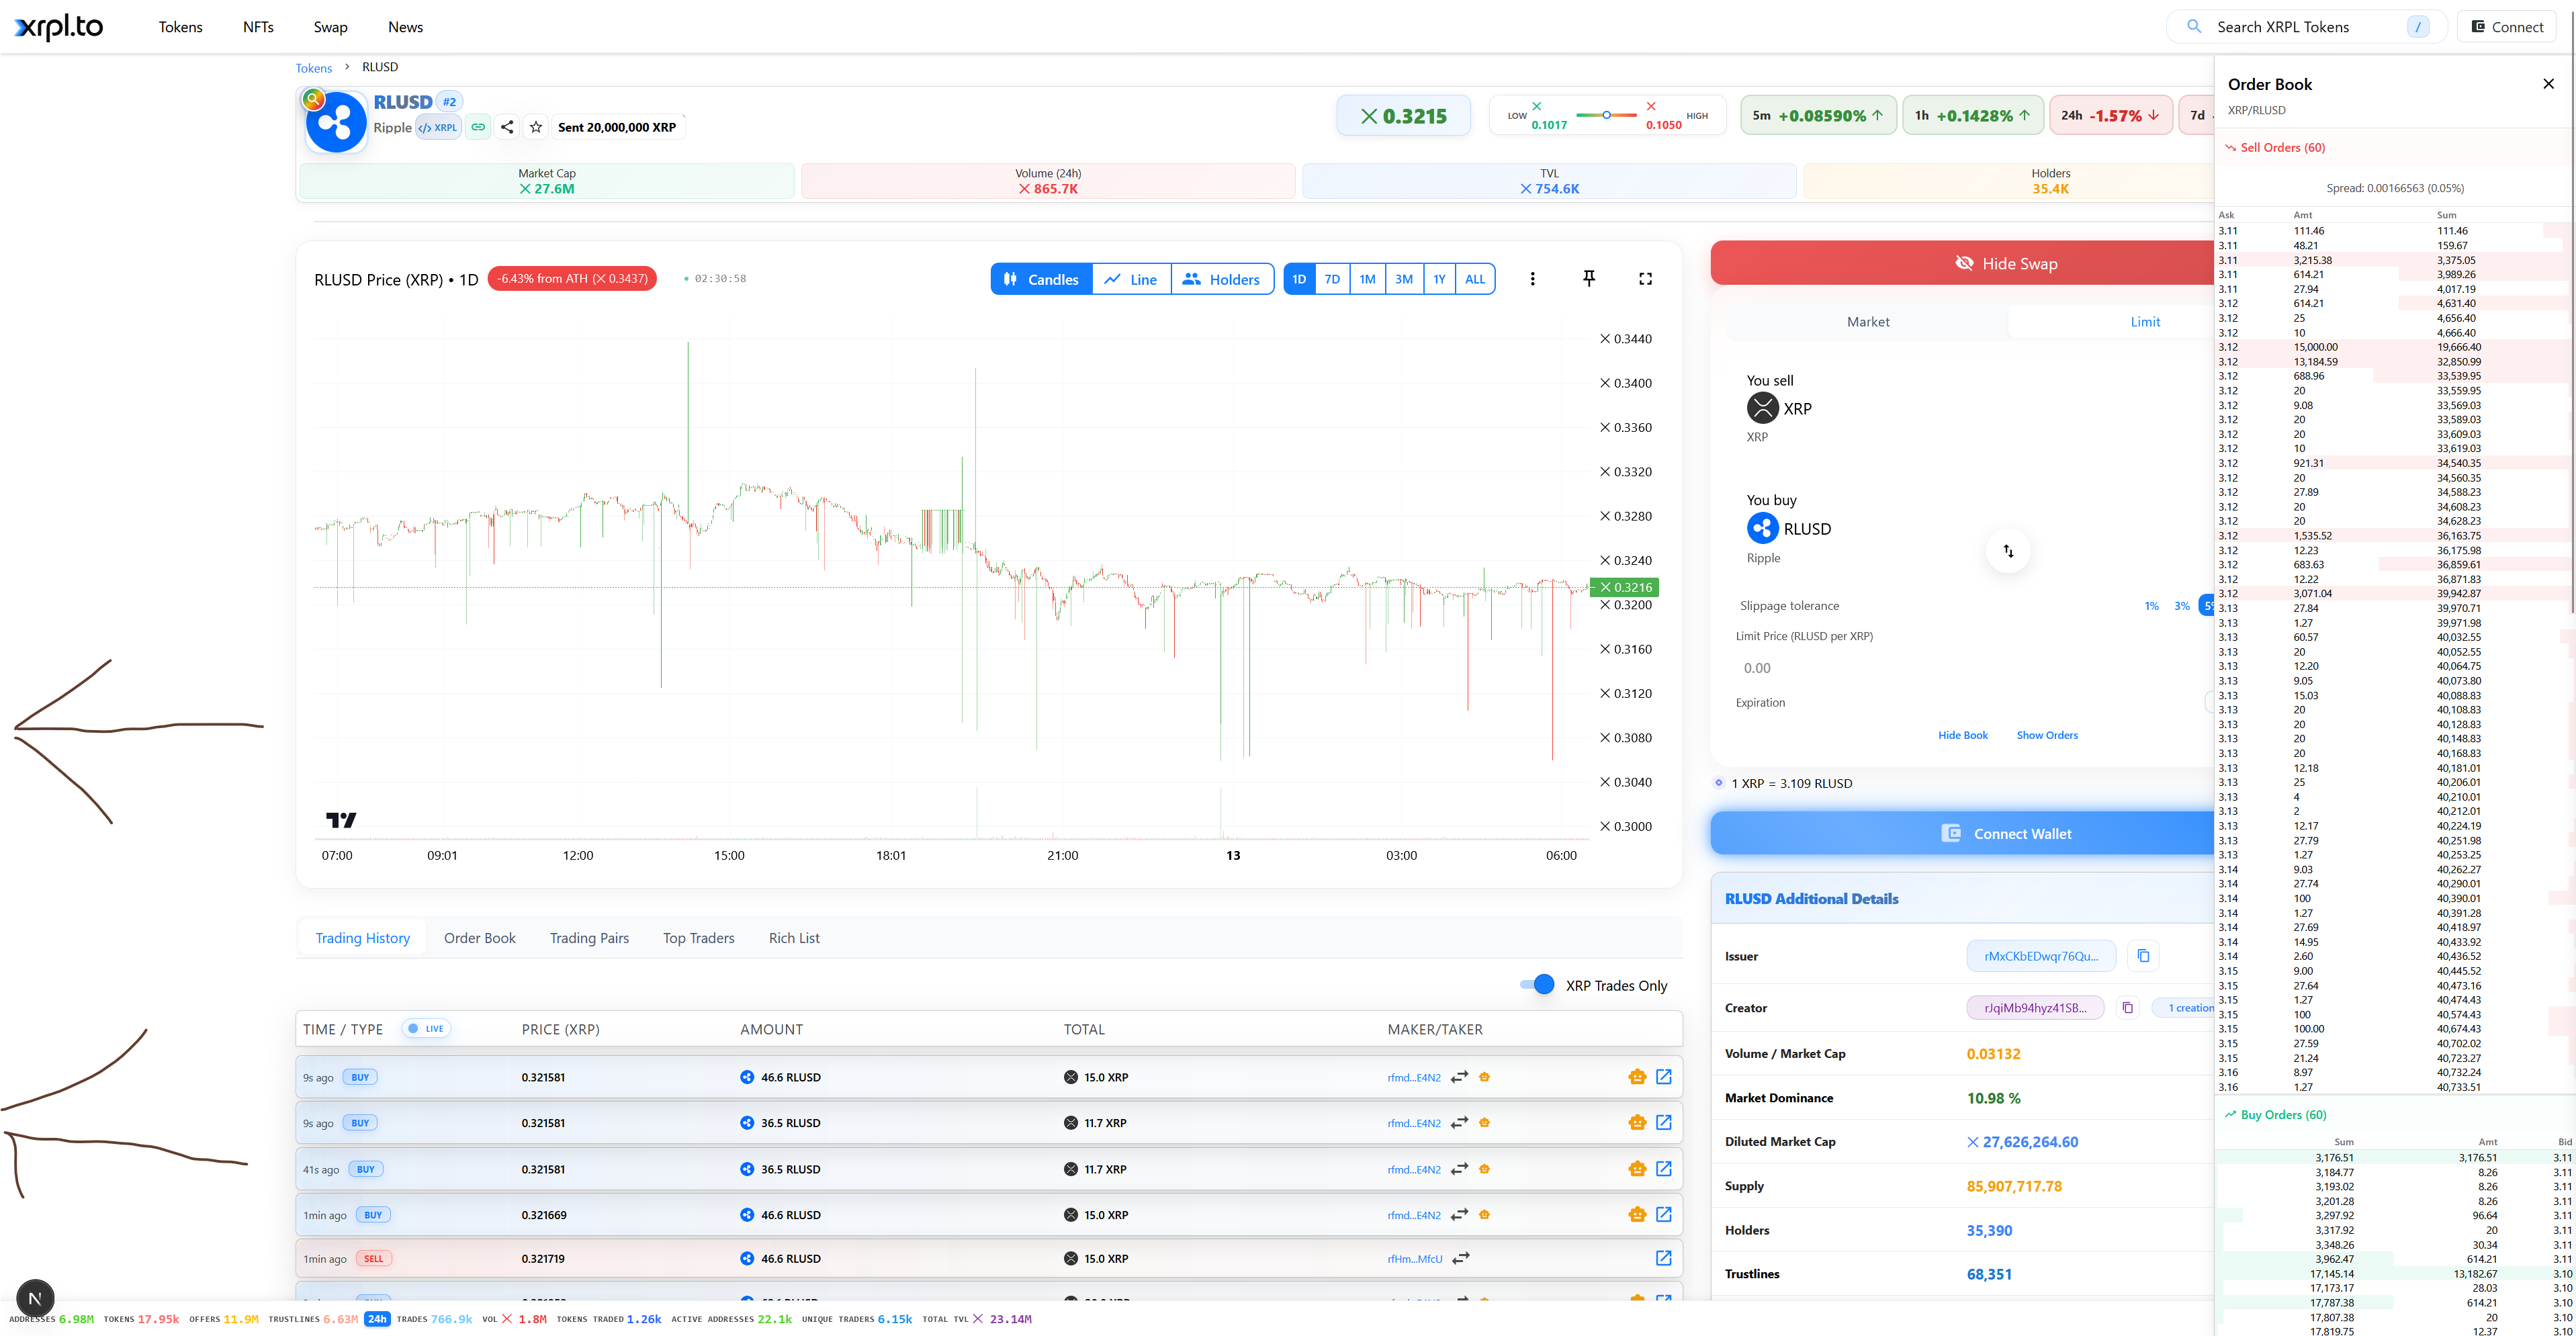 xrpl.to
Tokens NFTs Swap News
Search XRPL Tokens /
Connect
Tokens > RLUSD
RLUSD #2
Ripple </> XRPL Sent 20,000,000 XRP
0.3215
LOW 0.1017 0.1050 HIGH
5m +0.08590% ↑
1h +0.1428% ↑
24h -1.57% ↓
7d
Market Cap
27.6M
Volume (24h)
865.7K
TVL
754.6K
Holders
35.4K
RLUSD Price (XRP) • 1D -6.43% from ATH (✕ 0.3437) • 02:30:58
Candles Line Holders
1D 7D 1M 3M 1Y ALL
0.3440
0.3400
0.3360
0.3320
0.3280
0.3240
0.3216
0.3200
0.3160
0.3120
0.3080
0.3040
0.3000
07:00 09:01 12:00 15:00 18:01 21:00 13 03:00 06:00
Trading History Order Book Trading Pairs Top Traders Rich List
XRP Trades Only
TIME / TYPE LIVE PRICE (XRP) AMOUNT TOTAL MAKER/TAKER
9s ago BUY 0.321581 46.6 RLUSD 15.0 XRP rfmd...E4N2
9s ago BUY 0.321581 36.5 RLUSD 11.7 XRP rfmd...E4N2
41s ago BUY 0.321581 36.5 RLUSD 11.7 XRP rfmd...E4N2
1min ago BUY 0.321669 46.6 RLUSD 15.0 XRP rfmd...E4N2
1min ago SELL 0.321719 46.6 RLUSD 15.0 XRP rfHm...MfcU
Hide Swap
Market Limit
You sell
XRP
XRP
You buy
RLUSD
Ripple
Slippage tolerance 1% 3%
Limit Price (RLUSD per XRP)
0.00
Expiration
Hide Book Show Orders
1 XRP = 3.109 RLUSD
Connect Wallet
RLUSD Additional Details
Issuer rMxCKbEDwqr76Qu...
Creator rJqiMb94hyz41SB... 1 creation
Volume / Market Cap 0.03132
Market Dominance 10.98 %
Diluted Market Cap 27,626,264.60
Supply 85,907,717.78
Holders 35,390
Trustlines 68,351
Order Book
XRP/RLUSD
Sell Orders (60)
Spread: 0.00166563 (0.05%)
Ask Amt Sum
3.11 111.46 111.46
3.11 48.21 159.67
3.11 3,215.38 3,375.05
3.11 614.21 3,989.26
3.11 27.94 4,017.19
3.12 614.21 4,631.40
3.12 25 4,656.40
3.12 10 4,666.40
3.12 15,000.00 19,666.40
3.12 13,184.59 32,850.99
3.12 688.96 33,539.95
3.12 20 33,559.95
3.12 9.08 33,569.03
3.12 20 33,589.03
3.12 20 33,609.03
3.12 10 33,619.03
3.12 921.31 34,540.35
3.12 20 34,560.35
3.12 27.89 34,588.23
3.12 20 34,608.23
3.12 20 34,628.23
3.12 1,535.52 36,163.75
3.12 12.23 36,175.98
3.12 683.63 36,859.61
3.12 12.22 36,871.83
3.12 3,071.04 39,942.87
3.13 27.84 39,970.71
3.13 1.27 39,971.98
3.13 60.57 40,032.55
3.13 20 40,052.55
3.13 12.20 40,064.75
3.13 9.05 40,073.80
3.13 15.03 40,088.83
3.13 20 40,108.83
3.13 20 40,128.83
3.13 20 40,148.83
3.13 20 40,168.83
3.13 12.18 40,181.01
3.13 25 40,206.01
3.13 4 40,210.01
3.13 2 40,212.01
3.13 12.17 40,224.19
3.13 27.79 40,251.98
3.13 1.27 40,253.25
3.14 9.03 40,262.27
3.14 27.74 40,290.01
3.14 100 40,390.01
3.14 1.27 40,391.28
3.14 27.69 40,418.97
3.14 14.95 40,433.92
3.14 2.60 40,436.52
3.15 9.00 40,445.52
3.15 27.64 40,473.16
3.15 1.27 40,474.43
3.15 100 40,574.43
3.15 100.00 40,674.43
3.15 27.59 40,702.02
3.15 21.24 40,723.27
3.16 8.97 40,732.24
3.16 1.27 40,733.51
Buy Orders (60)
Sum Amt Bid
3,176.51 3,176.51 3.11
3,184.77 8.26 3.11
3,193.02 8.26 3.11
3,201.28 8.26 3.11
3,297.92 96.64 3.11
3,317.92 20 3.11
3,348.26 30.34 3.11
3,962.47 614.21 3.11
17,145.14 13,182.67 3.10
17,173.17 28.03 3.10
17,787.38 614.21 3.10
17,807.38 20 3.10
17,819.75 12.37 3.10
N
ADDRESSES 6.98M TOKENS 17.95k OFFERS 11.9M TRUSTLINES 6.63M 24h TRADES 766.9k VOL 1.8M TOKENS TRADED 1.26k ACTIVE ADDRESSES 22.1k UNIQUE TRADERS 6.15k TOTAL TVL 23.14M